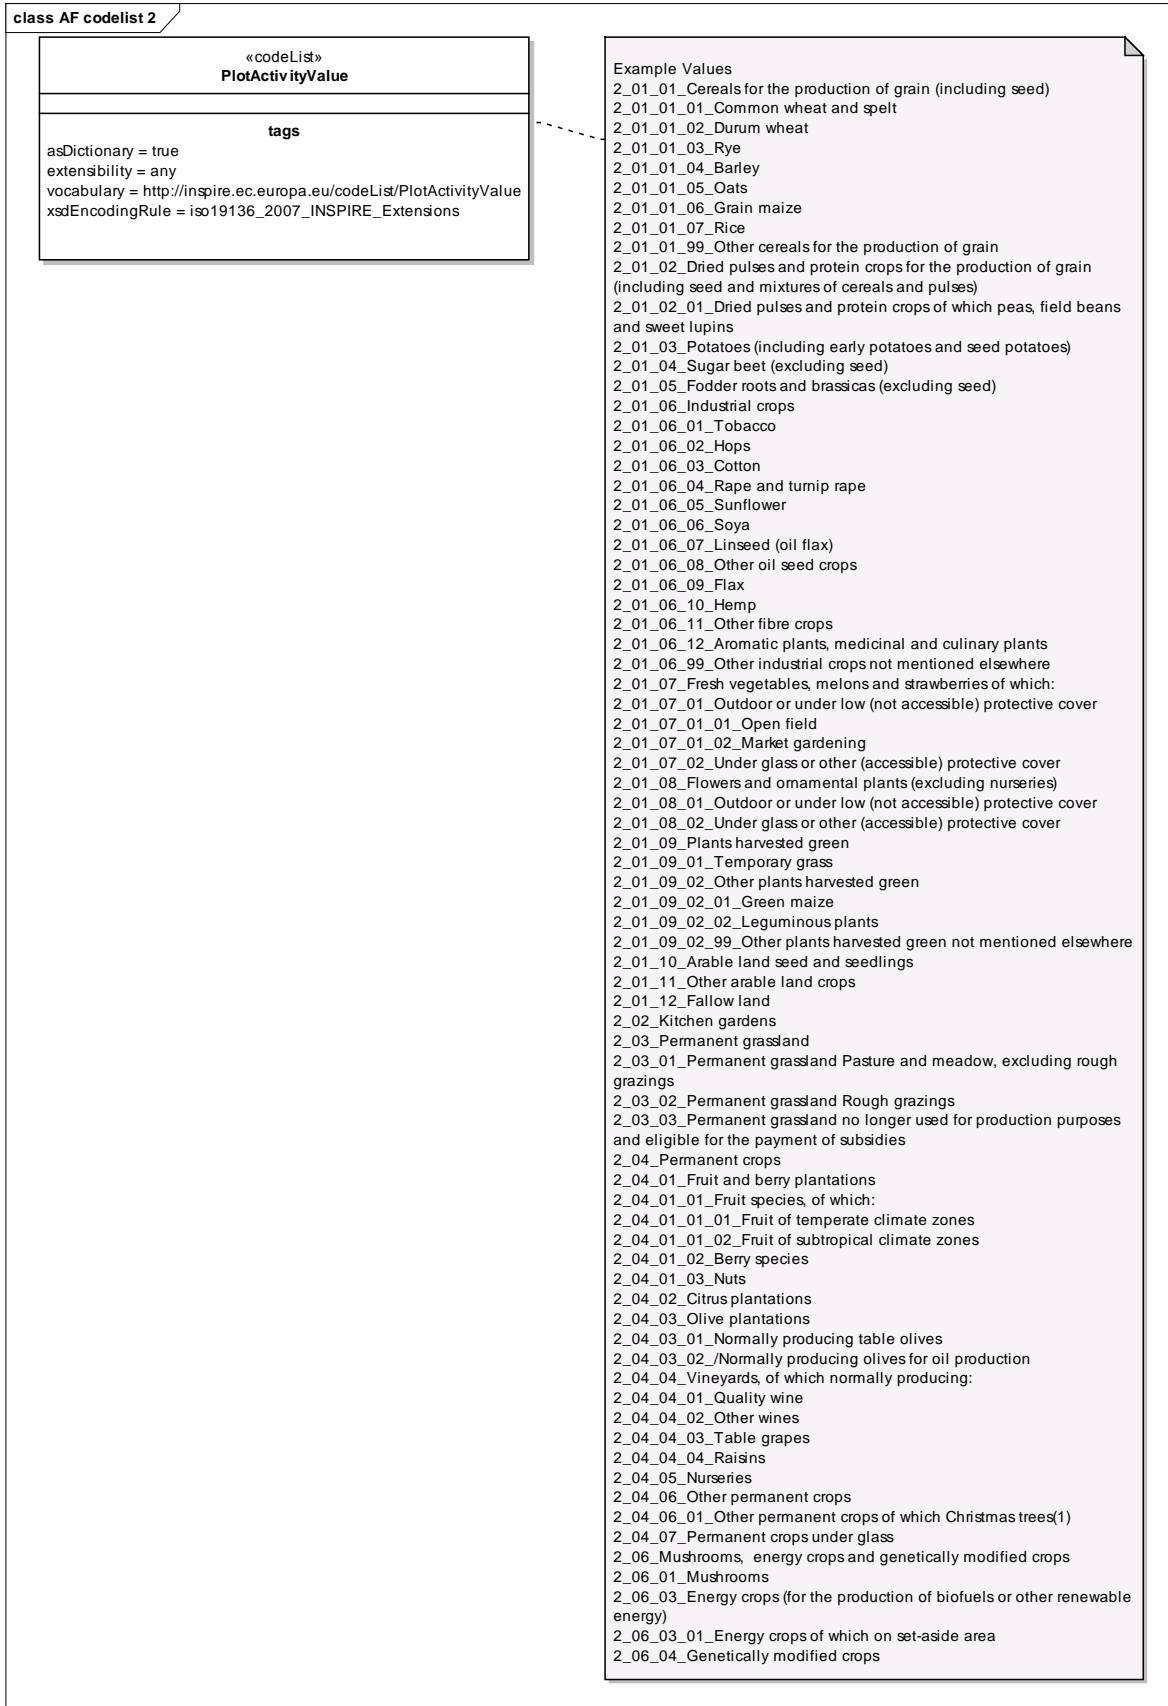 class AF codelist 2
«codeList»
PlotActivityValue
tags
asDictionary = true
extensibility = any
vocabulary = http://inspire.ec.europa.eu/codeList/PlotActivityValue
xsdEncodingRule = iso19136_2007_INSPIRE_Extensions
Example Values
2_01_01_Cereals for the production of grain (including seed)
2_01_01_01_Common wheat and spelt
2_01_01_02_Durum wheat
2_01_01_03_Rye
2_01_01_04_Barley
2_01_01_05_Oats
2_01_01_06_Grain maize
2_01_01_07_Rice
2_01_01_99_Other cereals for the production of grain
2_01_02_Dried pulses and protein crops for the production of grain
(including seed and mixtures of cereals and pulses)
2_01_02_01_Dried pulses and protein crops of which peas, field beans
and sweet lupins
2_01_03_Potatoes (including early potatoes and seed potatoes)
2_01_04_Sugar beet (excluding seed)
2_01_05_Fodder roots and brassicas (excluding seed)
2_01_06_Industrial crops
2_01_06_01_Tobacco
2_01_06_02_Hops
2_01_06_03_Cotton
2_01_06_04_Rape and turnip rape
2_01_06_05_Sunflower
2_01_06_06_Soya
2_01_06_07_Linseed (oil flax)
2_01_06_08_Other oil seed crops
2_01_06_09_Flax
2_01_06_10_Hemp
2_01_06_11_Other fibre crops
2_01_06_12_Aromatic plants, medicinal and culinary plants
2_01_06_99_Other industrial crops not mentioned elsewhere
2_01_07_Fresh vegetables, melons and strawberries of which:
2_01_07_01_Outdoor or under low (not accessible) protective cover
2_01_07_01_01_Open field
2_01_07_01_02_Market gardening
2_01_07_02_Under glass or other (accessible) protective cover
2_01_08_Flowers and ornamental plants (excluding nurseries)
2_01_08_01_Outdoor or under low (not accessible) protective cover
2_01_08_02_Under glass or other (accessible) protective cover
2_01_09_Plants harvested green
2_01_09_01_Temporary grass
2_01_09_02_Other plants harvested green
2_01_09_02_01_Green maize
2_01_09_02_02_Leguminous plants
2_01_09_02_99_Other plants harvested green not mentioned elsewhere
2_01_10_Arable land seed and seedlings
2_01_11_Other arable land crops
2_01_12_Fallow land
2_02_Kitchen gardens
2_03_Permanent grassland
2_03_01_Permanent grassland Pasture and meadow, excluding rough
grazings
2_03_02_Permanent grassland Rough grazings
2_03_03_Permanent grassland no longer used for production purposes
and eligible for the payment of subsidies
2_04_Permanent crops
2_04_01_Fruit and berry plantations
2_04_01_01_Fruit species, of which:
2_04_01_01_01_Fruit of temperate climate zones
2_04_01_01_02_Fruit of subtropical climate zones
2_04_01_02_Berry species
2_04_01_03_Nuts
2_04_02_Citrus plantations
2_04_03_Olive plantations
2_04_03_01_Normally producing table olives
2_04_03_02_/Normally producing olives for oil production
2_04_04_Vineyards, of which normally producing:
2_04_04_01_Quality wine
2_04_04_02_Other wines
2_04_04_03_Table grapes
2_04_04_04_Raisins
2_04_05_Nurseries
2_04_06_Other permanent crops
2_04_06_01_Other permanent crops of which Christmas trees(1)
2_04_07_Permanent crops under glass
2_06_Mushrooms,  energy crops and genetically modified crops
2_06_01_Mushrooms
2_06_03_Energy crops (for the production of biofuels or other renewable
energy)
2_06_03_01_Energy crops of which on set-aside area
2_06_04_Genetically modified crops